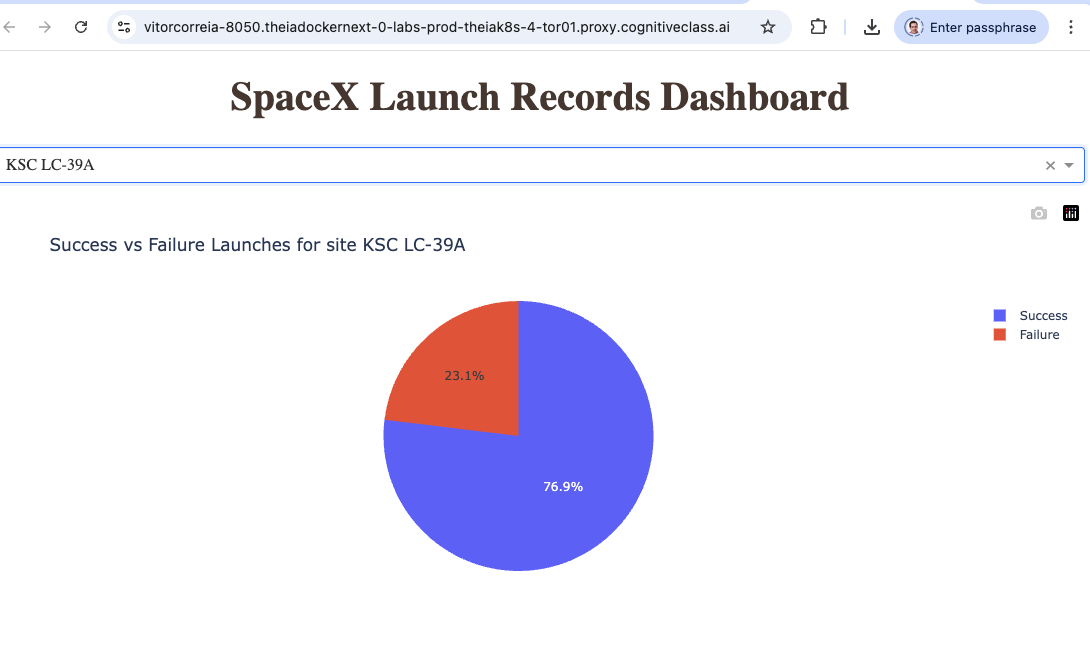 vitorcorreia-8050.theiadockernext-0-labs-prod-theiak8s-4-tor01.proxy.cognitiveclass.ai
Enter passphrase
SpaceX Launch Records Dashboard
KSC LC-39A
Success vs Failure Launches for site KSC LC-39A
Success
Failure
23.1%
76.9%